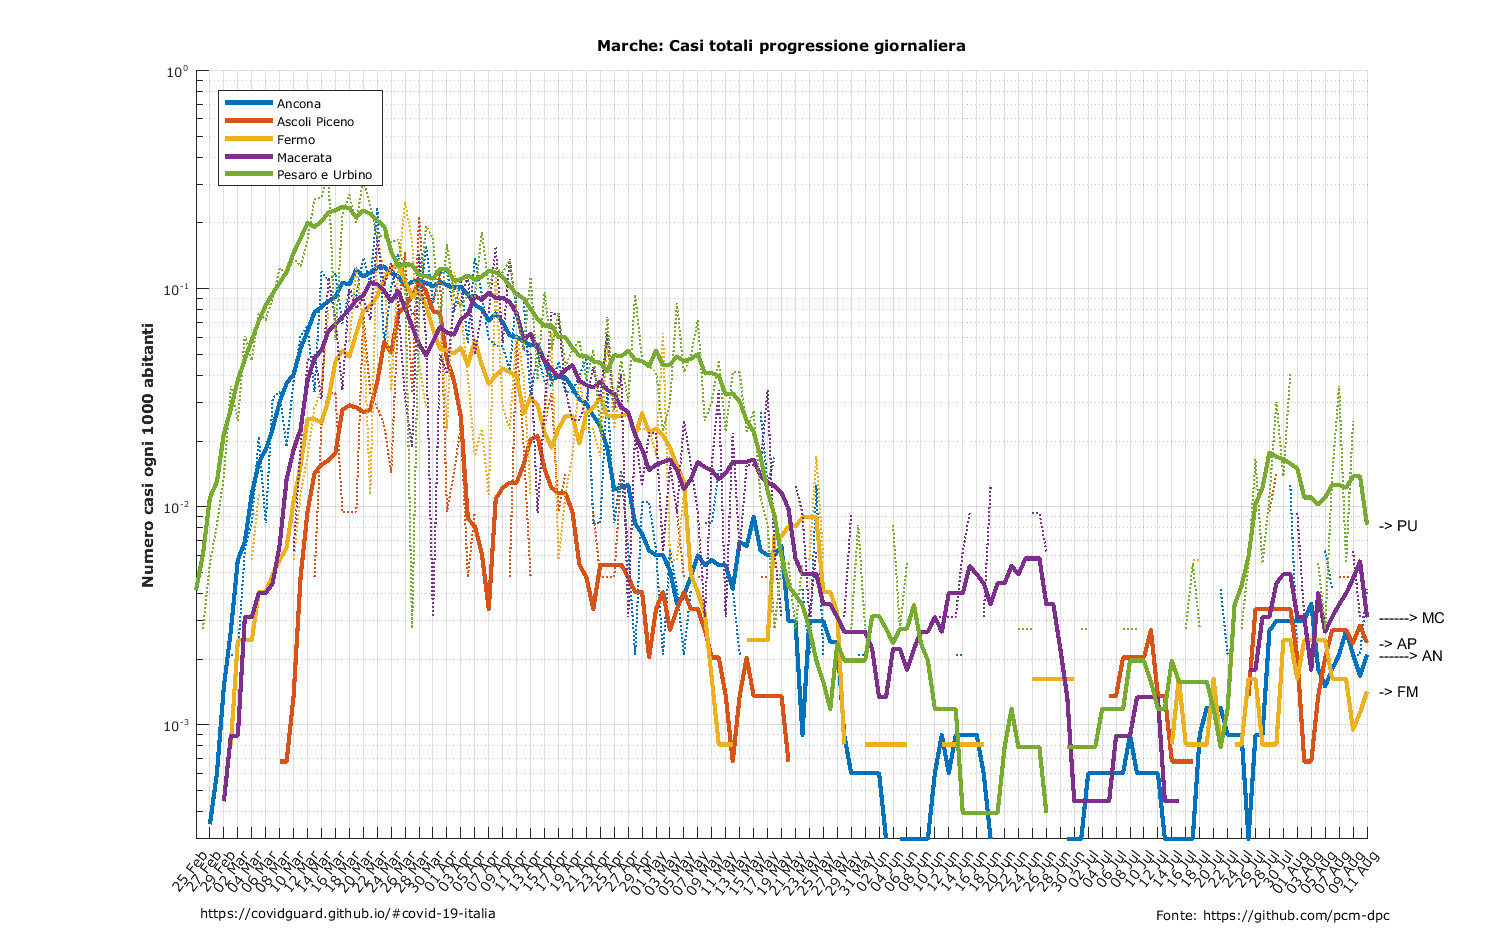 Marche: Casi totali progressione giornaliera
Numero casi ogni 1000 abitanti
10⁰
10⁻¹
10⁻²
10⁻³
Ancona
Ascoli Piceno
Fermo
Macerata
Pesaro e Urbino
-> PU
------> MC
-> AP
------> AN
-> FM
25 Feb
27 Feb
29 Feb
02 Mar
04 Mar
06 Mar
08 Mar
10 Mar
12 Mar
14 Mar
16 Mar
18 Mar
20 Mar
22 Mar
24 Mar
26 Mar
28 Mar
30 Mar
01 Apr
03 Apr
05 Apr
07 Apr
09 Apr
11 Apr
13 Apr
15 Apr
17 Apr
19 Apr
21 Apr
23 Apr
25 Apr
27 Apr
29 Apr
01 May
03 May
05 May
07 May
09 May
11 May
13 May
15 May
17 May
19 May
21 May
23 May
25 May
27 May
29 May
31 May
02 Jun
04 Jun
06 Jun
08 Jun
10 Jun
12 Jun
14 Jun
16 Jun
18 Jun
20 Jun
22 Jun
24 Jun
26 Jun
28 Jun
30 Jun
02 Jul
04 Jul
06 Jul
08 Jul
10 Jul
12 Jul
14 Jul
16 Jul
18 Jul
20 Jul
22 Jul
24 Jul
26 Jul
28 Jul
30 Jul
01 Aug
03 Aug
05 Aug
07 Aug
09 Aug
11 Aug
https://covidguard.github.io/#covid-19-italia
Fonte: https://github.com/pcm-dpc